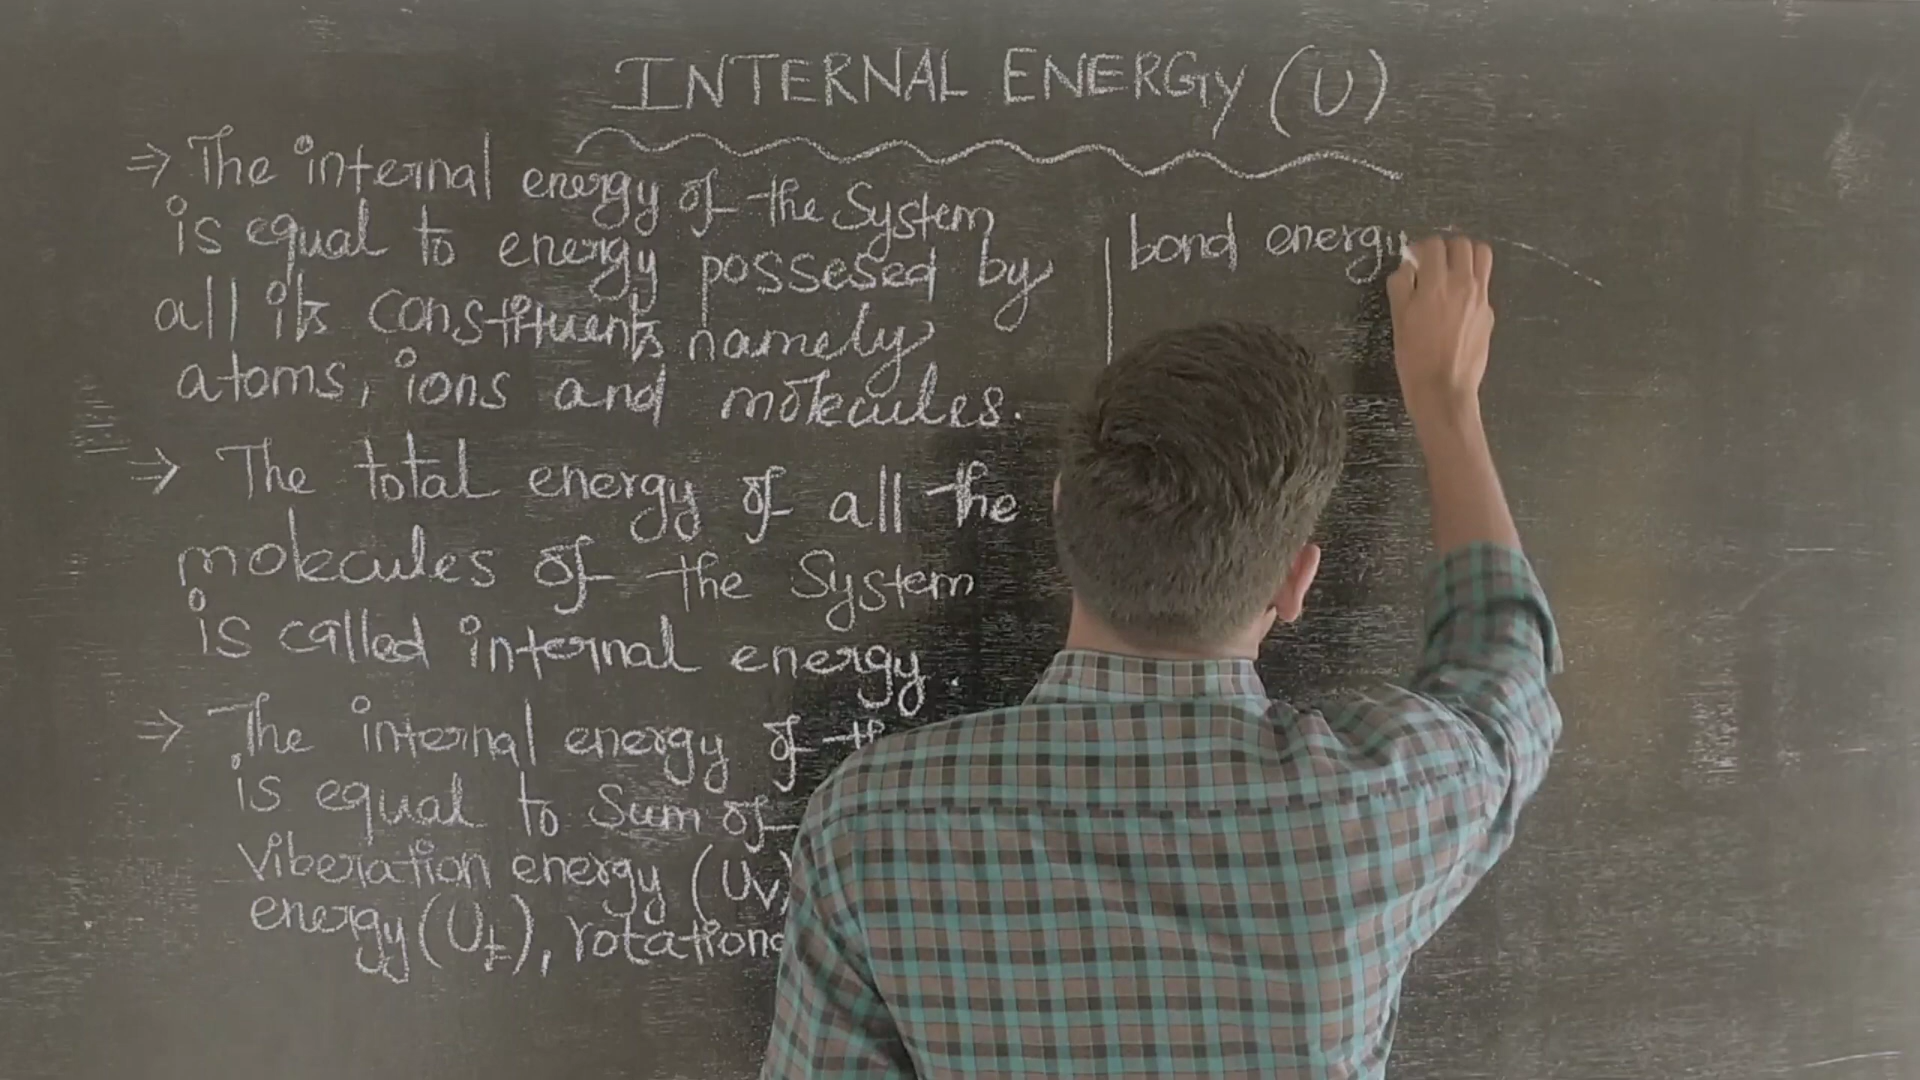 INTERNAL ENERGY (U)
⇒ The internal energy of the System
is equal to energy possesed by
all its constituents namely
atoms, ions and molecules.
⇒ The total energy of all the
molecules of the System
is called internal energy.
⇒ The internal energy of
is equal to Sum of
Viberation energy (Uv)
energy (Ut), rotationa
bond energy